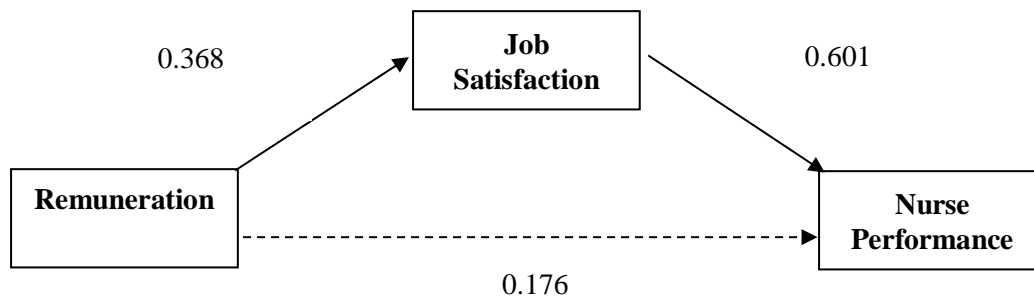 Job
Satisfaction
0.368
0.601
Remuneration
Nurse
Performance
0.176